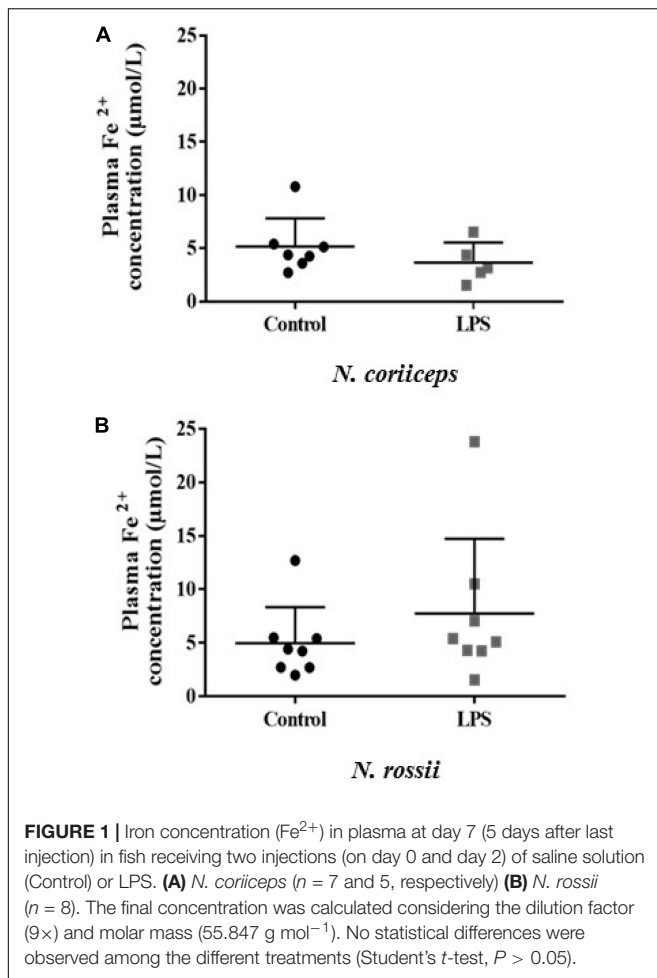 A
Plasma Fe 2+
concentration (µmol/L)
25
20
15
10
5
0
Control LPS
N. coriiceps
B
Plasma Fe 2+
concentration (µmol/L)
25
20
15
10
5
0
Control LPS
N. rossii
FIGURE 1 | Iron concentration (Fe2+) in plasma at day 7 (5 days after last
injection) in fish receiving two injections (on day 0 and day 2) of saline solution
(Control) or LPS. (A) N. coriiceps (n = 7 and 5, respectively) (B) N. rossii
(n = 8). The final concentration was calculated considering the dilution factor
(9×) and molar mass (55.847 g mol−1). No statistical differences were
observed among the different treatments (Student's t-test, P > 0.05).